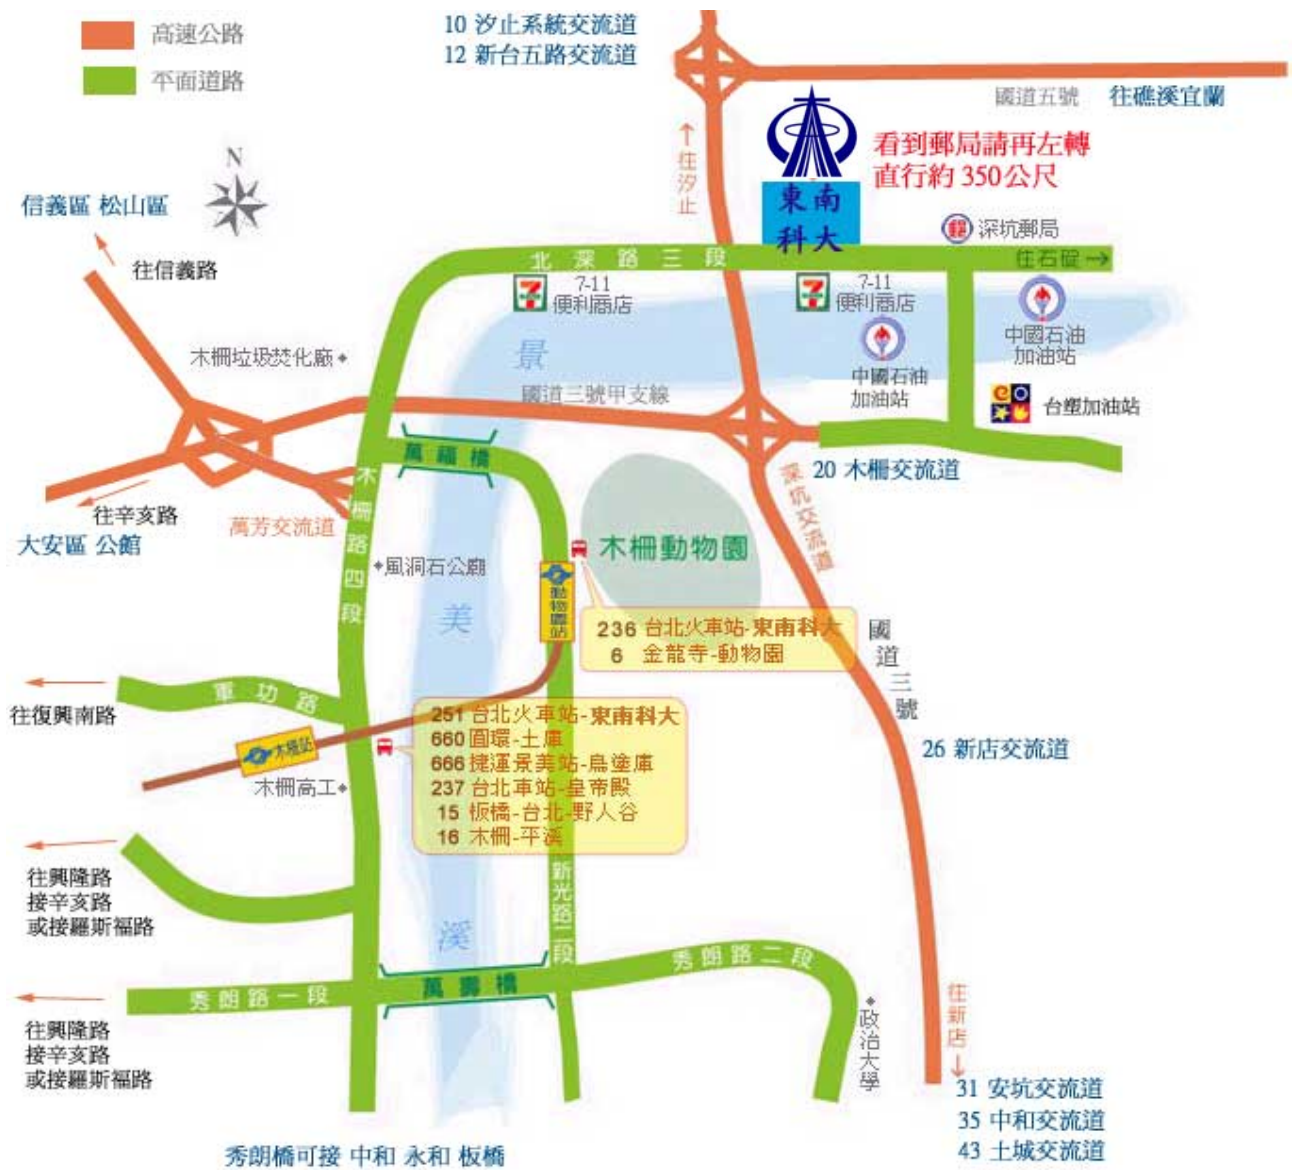 高速公路
平面道路
10 汐止系統交流道
12 新台五路交流道
國道五號
往礁溪宜蘭
往汐止
東南
科大
看到郵局請再左轉
直行約 350公尺
N
信義區 松山區
往信義路
深坑郵局
北深路三段
往石碇
7-11
便利商店
7-11
便利商店
中國石油
加油站
中國石油
加油站
台塑加油站
木柵垃圾焚化廠
景
國道三號甲支線
萬福橋
20 木柵交流道
深坑交流道
往辛亥路
大安區 公館
萬芳交流道
木柵路四段
風洞石公廟
木柵動物園
動物園站
美
236 台北火車站-東南科大
6 金龍寺-動物園
國道三號
軍功路
往復興南路
木柵站
木柵高工
251 台北火車站-東南科大
660 圓環-土庫
666 捷運景美站-烏塗庫
237 台北車站-皇帝殿
15 板橋-台北-野人谷
16 木柵-平溪
26 新店交流道
往興隆路
接辛亥路
或接羅斯福路
新光路二段
溪
秀朗路二段
秀朗路一段
萬壽橋
往興隆路
接辛亥路
或接羅斯福路
政治大學
往新店
31 安坑交流道
35 中和交流道
43 土城交流道
秀朗橋可接 中和 永和 板橋